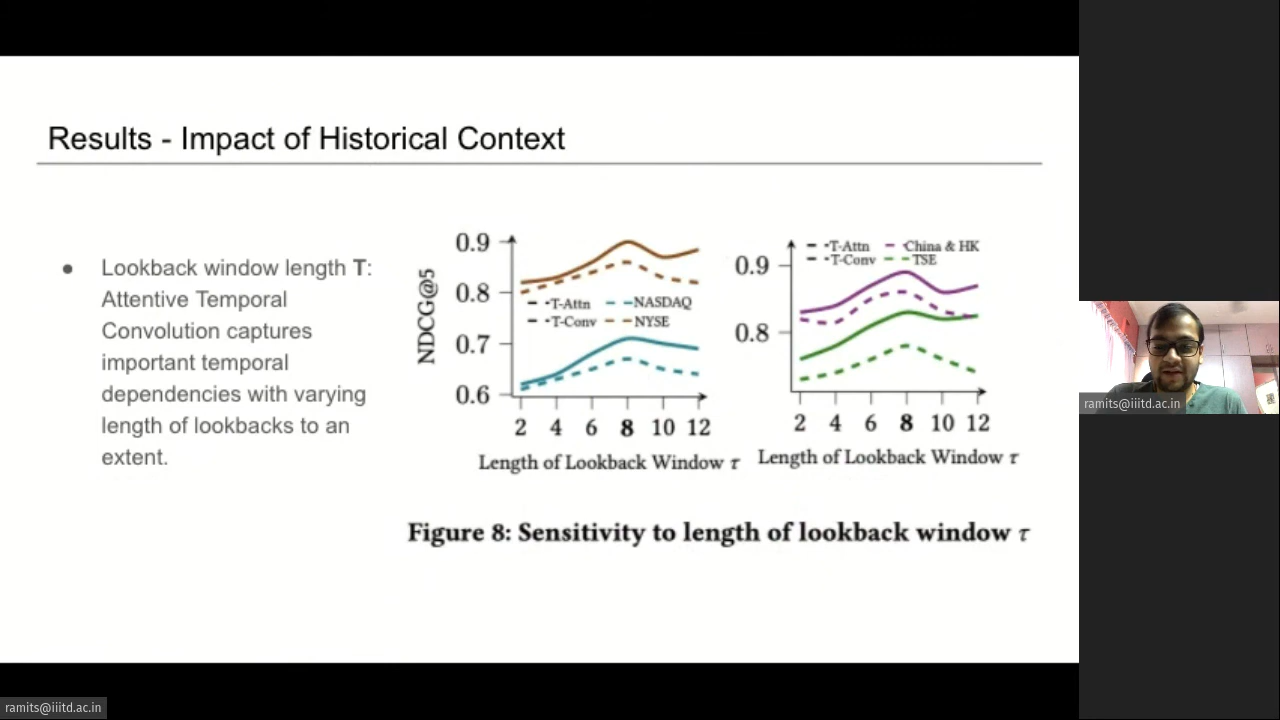 Results - Impact of Historical Context
● Lookback window length T:
Attentive Temporal
Convolution captures
important temporal
dependencies with varying
length of lookbacks to an
extent.
NDCG@5
0.9
0.8
0.7
0.6
T-Attn NASDAQ
T-Conv NYSE
2 4 6 8 10 12
Length of Lookback Window τ
0.9
0.8
T-Attn China & HK
T-Conv TSE
2 4 6 8 10 12
Length of Lookback Window τ
Figure 8: Sensitivity to length of lookback window τ
ramits@iiitd.ac.in
ramits@iiitd.ac.in